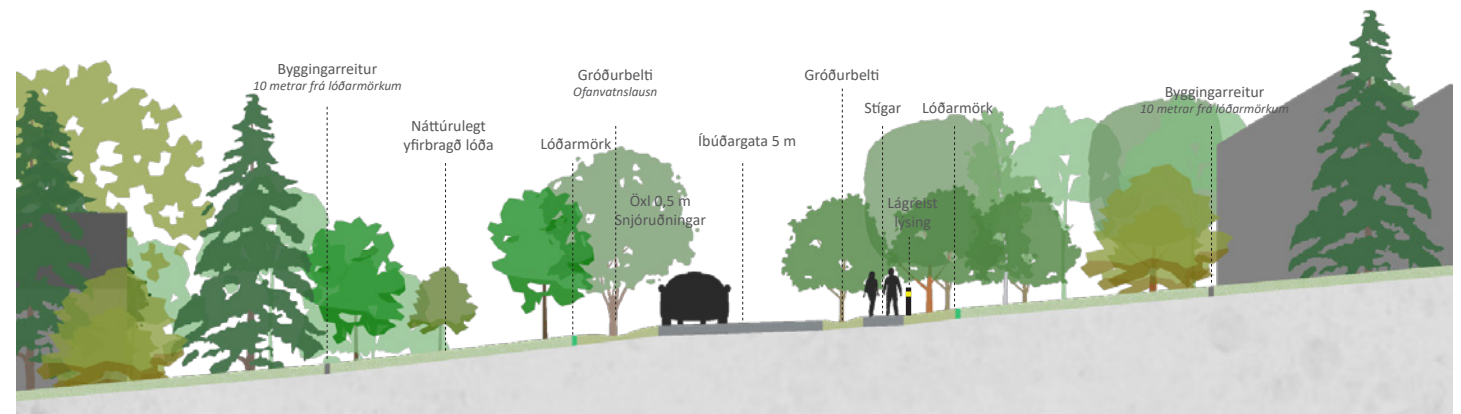 Byggingarreitur
10 metrar frá lóðarmörkum
Náttúrulegt
yfirbragð lóða
Lóðarmörk
Gróðurbelti
Ofanvatnslausn
Öxl 0,5 m
Snjóruðningar
Íbúðargata 5 m
Gróðurbelti
Stígar
Lágreist
lýsing
Lóðarmörk
Byggingarreitur
10 metrar frá lóðarmörkum